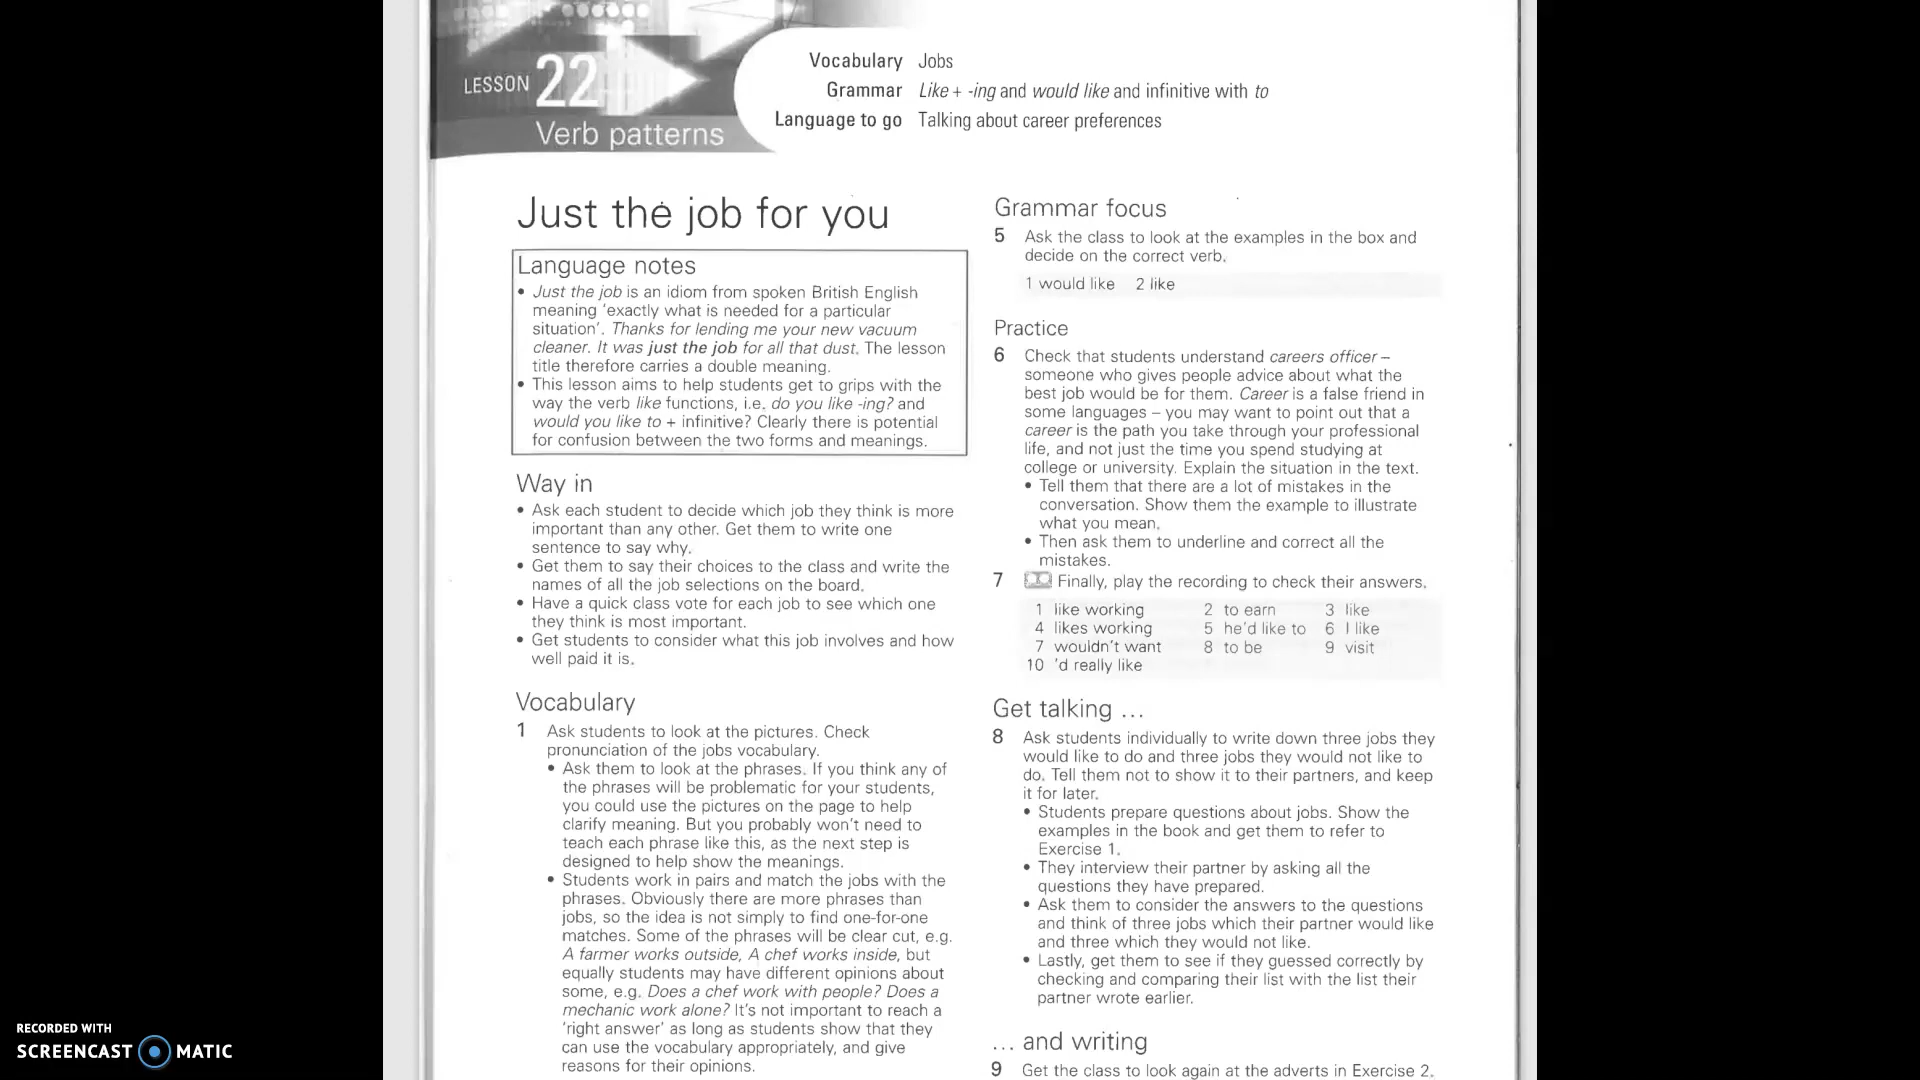 LESSON 22
Verb patterns
Vocabulary Jobs
Grammar Like + -ing and would like and infinitive with to
Language to go Talking about career preferences
Just the job for you
Language notes
• Just the job is an idiom from spoken British English
meaning ‘exactly what is needed for a particular
situation’. Thanks for lending me your new vacuum
cleaner. It was just the job for all that dust. The lesson
title therefore carries a double meaning.
• This lesson aims to help students get to grips with the
way the verb like functions, i.e. do you like -ing? and
would you like to + infinitive? Clearly there is potential
for confusion between the two forms and meanings.
Way in
• Ask each student to decide which job they think is more
important than any other. Get them to write one
sentence to say why.
• Get them to say their choices to the class and write the
names of all the job selections on the board.
• Have a quick class vote for each job to see which one
they think is most important.
• Get students to consider what this job involves and how
well paid it is.
Vocabulary
1 Ask students to look at the pictures. Check
pronunciation of the jobs vocabulary.
• Ask them to look at the phrases. If you think any of
the phrases will be problematic for your students,
you could use the pictures on the page to help
clarify meaning. But you probably won’t need to
teach each phrase like this, as the next step is
designed to help show the meanings.
• Students work in pairs and match the jobs with the
phrases. Obviously there are more phrases than
jobs, so the idea is not simply to find one-for-one
matches. Some of the phrases will be clear cut, e.g.
A farmer works outside, A chef works inside, but
equally students may have different opinions about
some, e.g. Does a chef work with people? Does a
mechanic work alone? It’s not important to reach a
‘right answer’ as long as students show that they
can use the vocabulary appropriately, and give
reasons for their opinions.
Grammar focus
5 Ask the class to look at the examples in the box and
decide on the correct verb.
1 would like 2 like
Practice
6 Check that students understand careers officer –
someone who gives people advice about what the
best job would be for them. Career is a false friend in
some languages – you may want to point out that a
career is the path you take through your professional
life, and not just the time you spend studying at
college or university. Explain the situation in the text.
• Tell them that there are a lot of mistakes in the
conversation. Show them the example to illustrate
what you mean.
• Then ask them to underline and correct all the
mistakes.
7 Finally, play the recording to check their answers.
1 like working 2 to earn 3 like
4 likes working 5 he’d like to 6 I like
7 wouldn’t want 8 to be 9 visit
10 ’d really like
Get talking ...
8 Ask students individually to write down three jobs they
would like to do and three jobs they would not like to
do. Tell them not to show it to their partners, and keep
it for later.
• Students prepare questions about jobs. Show the
examples in the book and get them to refer to
Exercise 1.
• They interview their partner by asking all the
questions they have prepared.
• Ask them to consider the answers to the questions
and think of three jobs which their partner would like
and three which they would not like.
• Lastly, get them to see if they guessed correctly by
checking and comparing their list with the list their
partner wrote earlier.
... and writing
9 Get the class to look again at the adverts in Exercise 2.
RECORDED WITH
SCREENCAST MATIC